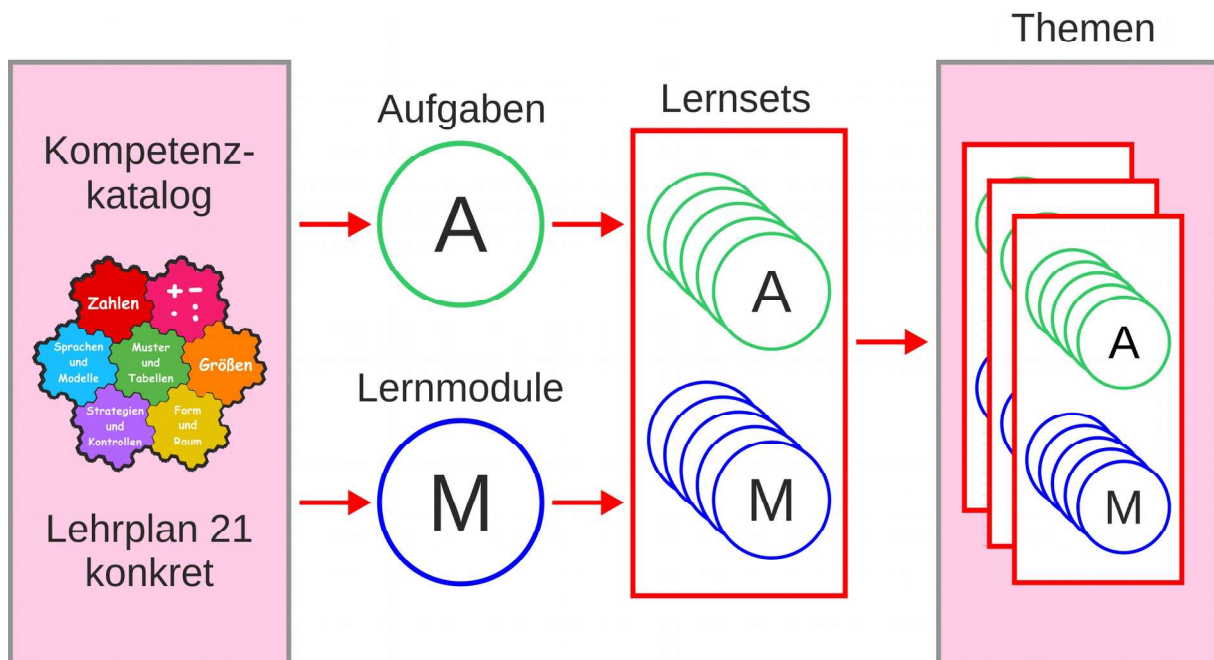 Themen
Kompetenz-
katalog
Zahlen
+ −
· :
Sprachen
und
Modelle
Muster
und
Tabellen
Größen
Strategien
und
Kontrollen
Form
und
Raum
Lehrplan 21
konkret
Aufgaben
A
Lernmodule
M
Lernsets
A
M
A
M